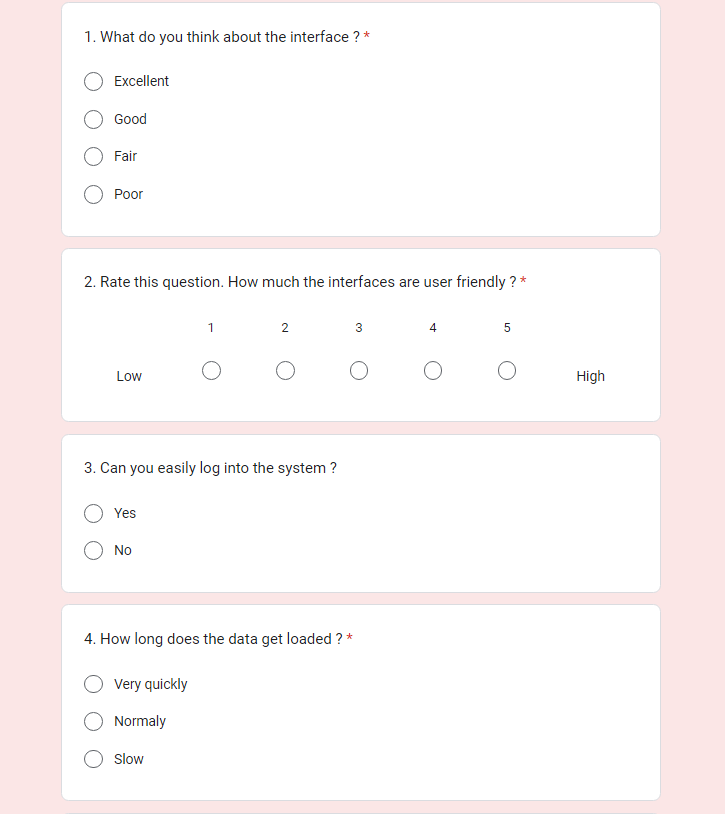 1. What do you think about the interface ? *
Excellent
Good
Fair
Poor
2. Rate this question. How much the interfaces are user friendly ? *
1 2 3 4 5
Low High
3. Can you easily log into the system ?
Yes
No
4. How long does the data get loaded ? *
Very quickly
Normaly
Slow